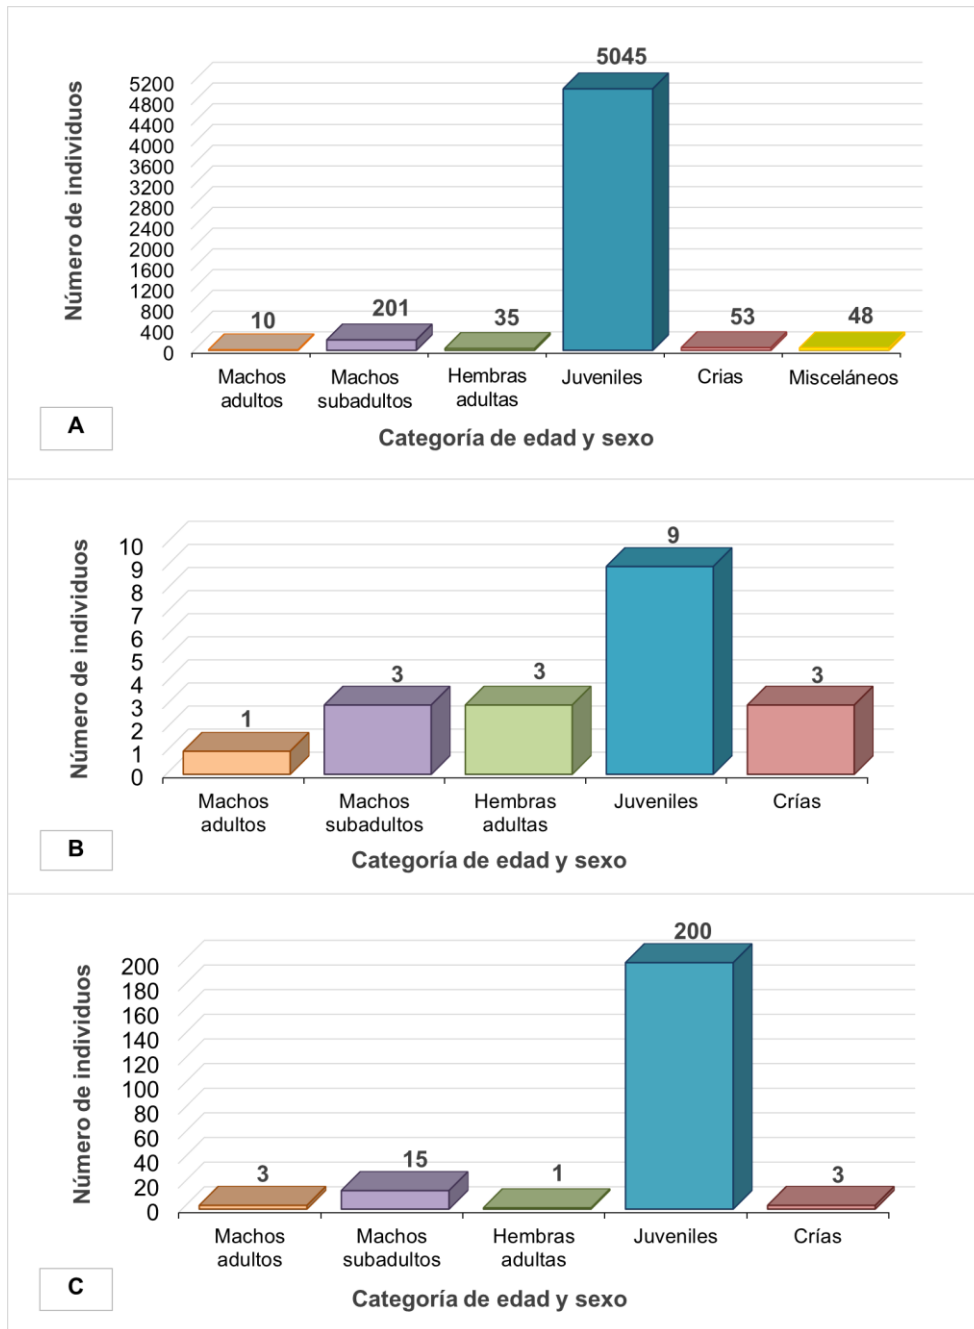 Número de individuos
5200
4800
4400
4000
3600
3200
2800
2400
2000
1600
1200
800
400
0
10
201
35
5045
53
48
Machos adultos
Machos subadultos
Hembras adultas
Juveniles
Crias
Misceláneos
Categoría de edad y sexo
A
Número de individuos
10
9
8
7
6
5
4
3
2
1
0
1
3
3
9
3
Machos adultos
Machos subadultos
Hembras adultas
Juveniles
Crías
Categoría de edad y sexo
B
Número de individuos
200
180
160
140
120
100
80
60
40
20
0
3
15
1
200
3
Machos adultos
Machos subadultos
Hembras adultas
Juveniles
Crías
Categoría de edad y sexo
C